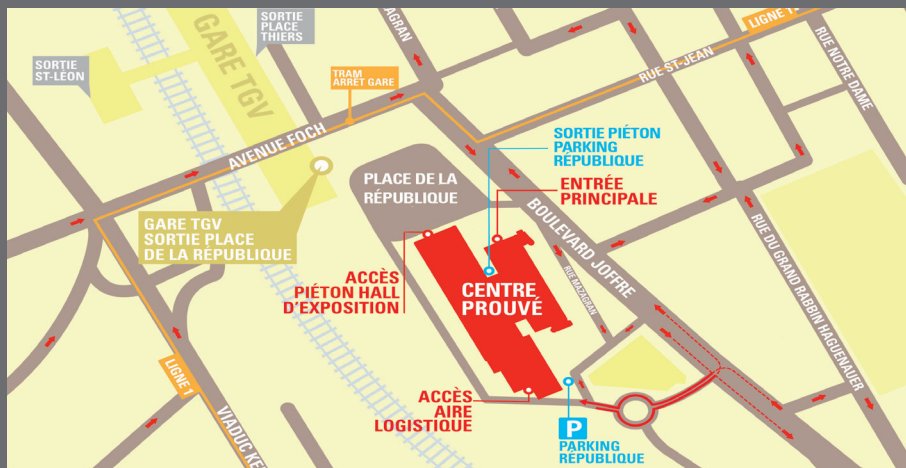 SORTIE
PLACE
THIERS
SORTIE
ST-LÉON
GARE TGV
TRAM
ARRÊT GARE
RUE ST-JEAN
RUE NOTRE DAME
AVENUE FOCH
SORTIE PIÉTON
PARKING
RÉPUBLIQUE
PLACE DE LA
RÉPUBLIQUE
ENTRÉE
PRINCIPALE
GARE TGV
SORTIE PLACE
DE LA RÉPUBLIQUE
BOULEVARD JOFFRE
RUE MAZAGRAN
RUE DU GRAND RABBIN HAGUENAUER
ACCÈS
PIÉTON HALL
D'EXPOSITION
CENTRE
PROUVÉ
LIGNE 1
VIADUC
ACCÈS
AIRE
LOGISTIQUE
P
PARKING
RÉPUBLIQUE